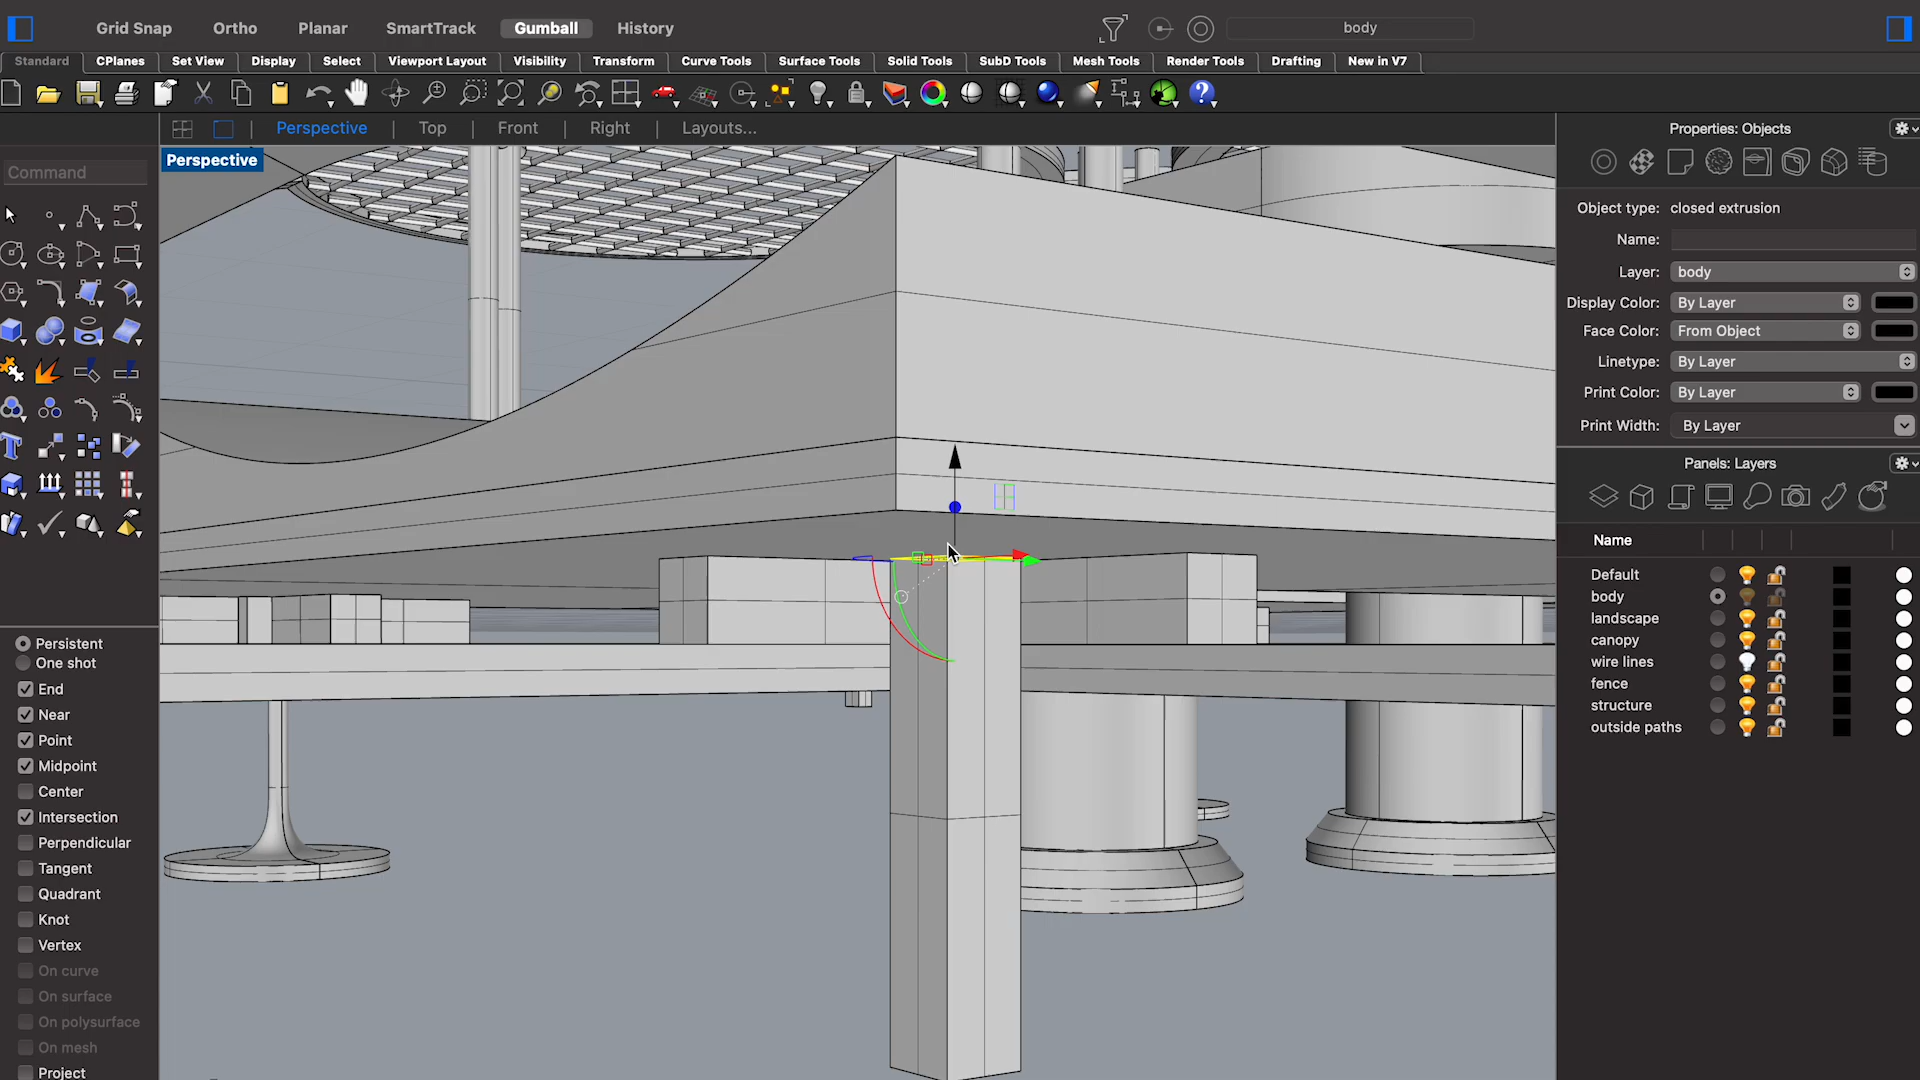 Grid Snap Ortho Planar SmartTrack Gumball History body
Standard CPlanes Set View Display Select Viewport Layout Visibility Transform Curve Tools Surface Tools Solid Tools SubD Tools Mesh Tools Render Tools Drafting New in V7
Perspective Top Front Right Layouts...
Perspective
Command
Persistent
One shot
End
Near
Point
Midpoint
Center
Intersection
Perpendicular
Tangent
Quadrant
Knot
Vertex
On curve
On surface
On polysurface
On mesh
Project
Properties: Objects
Object type: closed extrusion
Name:
Layer: body
Display Color: By Layer
Face Color: From Object
Linetype: By Layer
Print Color: By Layer
Print Width: By Layer
Panels: Layers
Name
Default
body
landscape
canopy
wire lines
fence
structure
outside paths